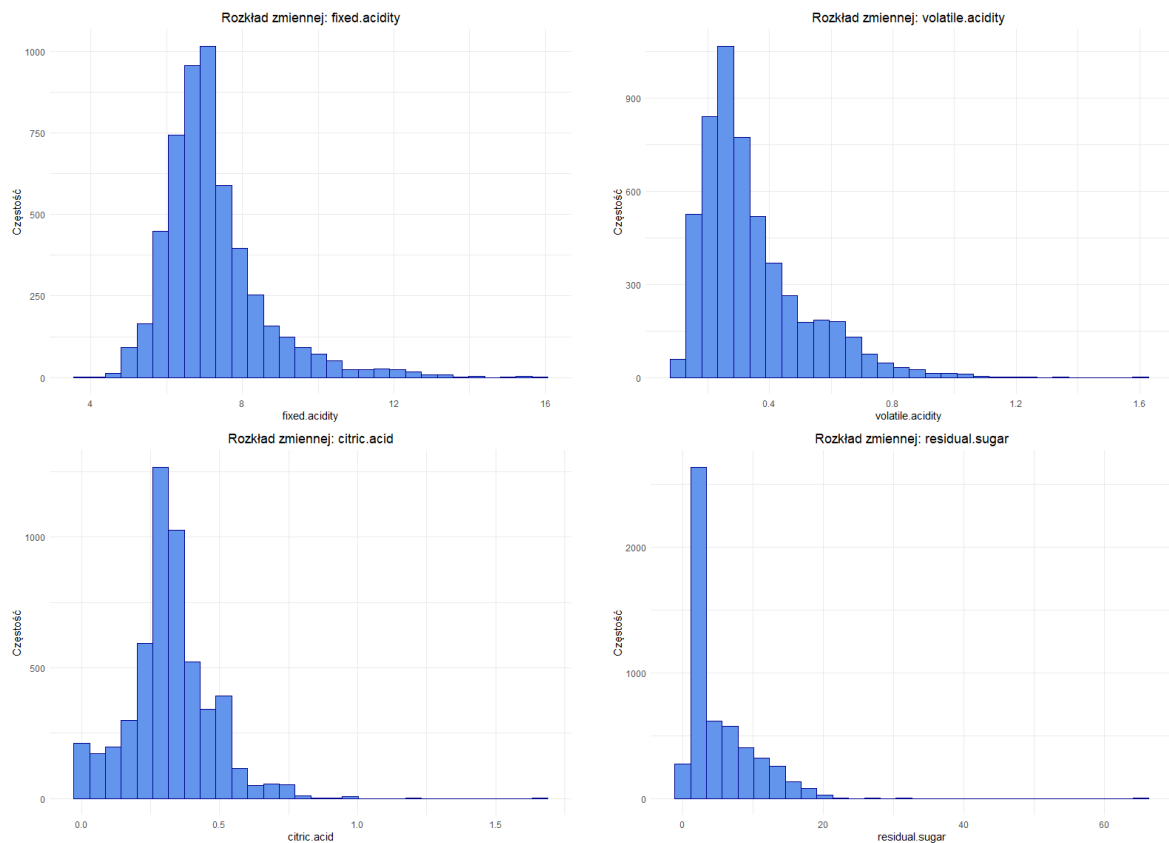 Rozkład zmiennej: fixed.acidity
1000
750
500
250
0
Częstość
4 8 12 16
fixed.acidity
Rozkład zmiennej: volatile.acidity
900
600
300
0
Częstość
0.4 0.8 1.2 1.6
volatile.acidity
Rozkład zmiennej: citric.acid
1000
500
0
Częstość
0.0 0.5 1.0 1.5
citric.acid
Rozkład zmiennej: residual.sugar
2000
1000
0
Częstość
0 20 40 60
residual.sugar